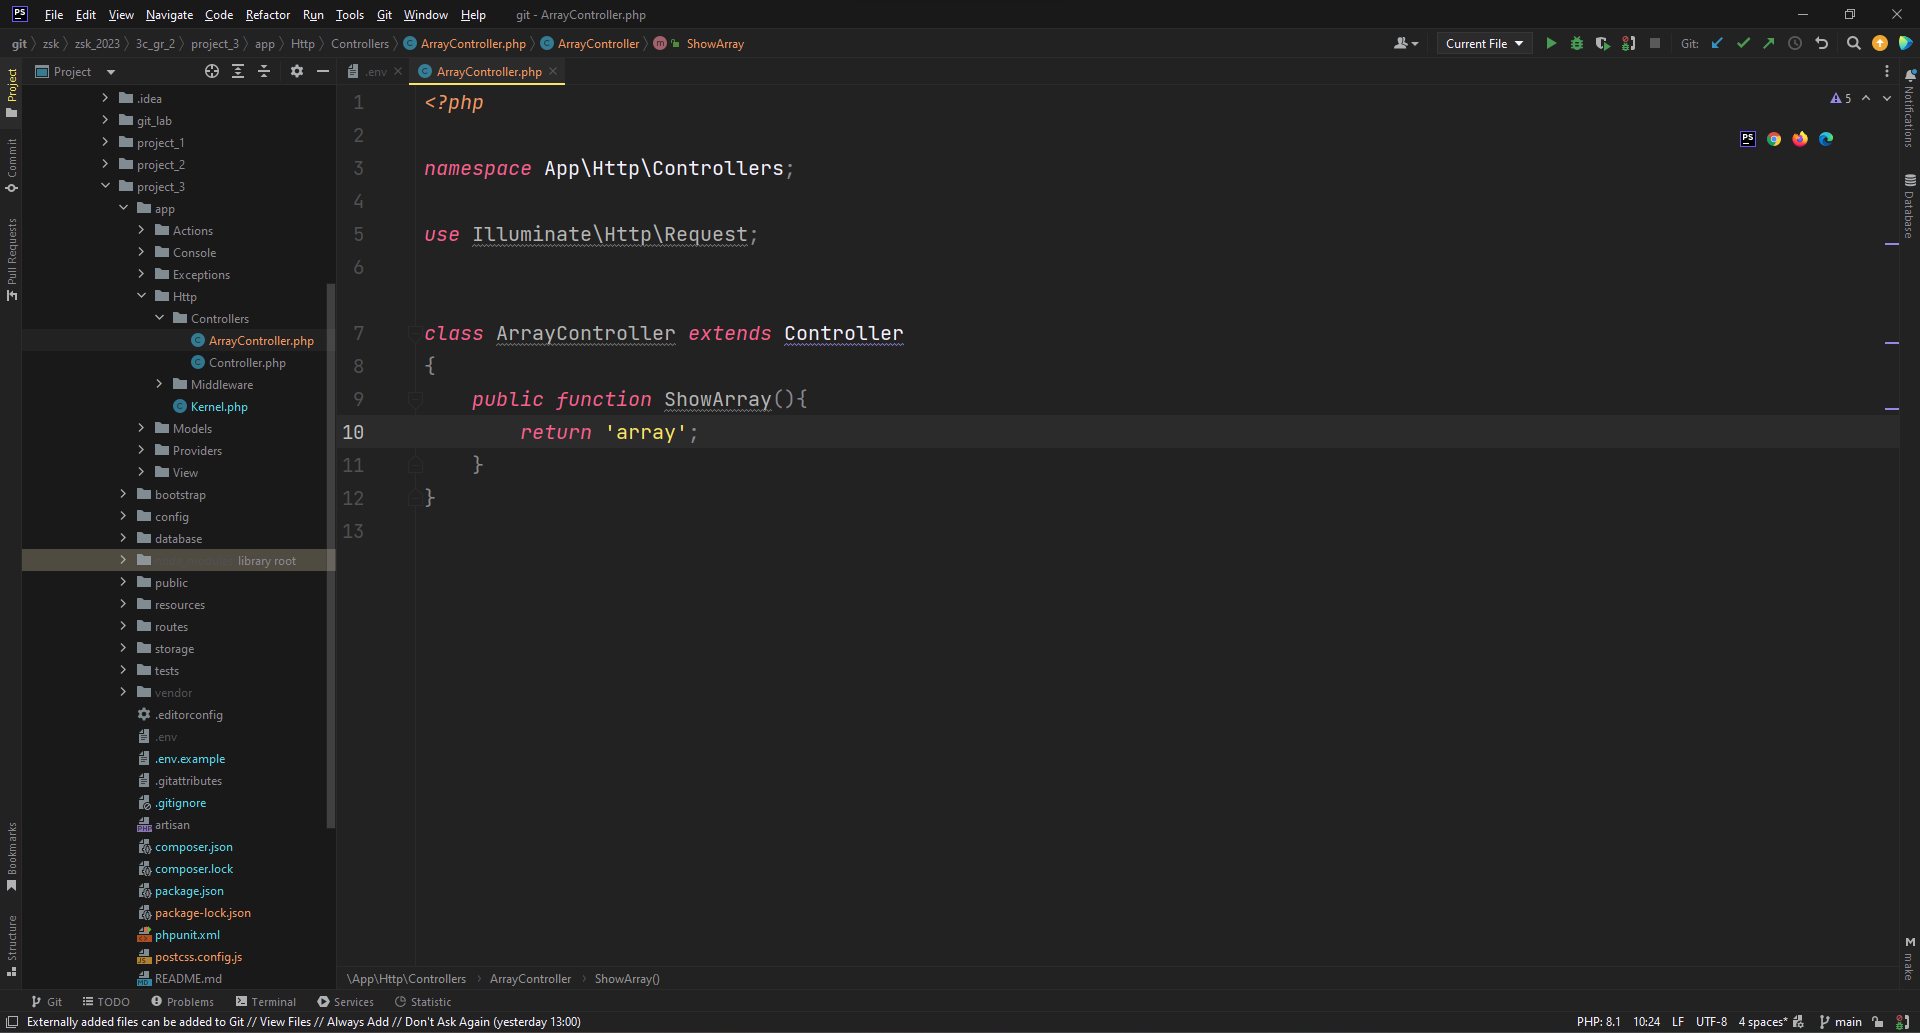 PS File Edit View Navigate Code Refactor Run Tools Git Window Help git - ArrayController.php
git zsk zsk_2023 3c_gr_2 project_3 app Http Controllers ArrayController.php ArrayController m ShowArray Current File Git:
Project
.env ArrayController.php
Project
Commit
Pull Requests
Bookmarks
Structure
.idea
git_lab
project_1
project_2
project_3
app
Actions
Console
Exceptions
Http
Controllers
ArrayController.php
Controller.php
Middleware
Kernel.php
Models
Providers
View
bootstrap
config
database
library root
public
resources
routes
storage
tests
vendor
.editorconfig
.env
.env.example
.gitattributes
.gitignore
artisan
composer.json
composer.lock
package.json
package-lock.json
phpunit.xml
postcss.config.js
README.md
1 <?php
2
3 namespace App\Http\Controllers;
4
5 use Illuminate\Http\Request;
6
7 class ArrayController extends Controller
8 {
9 public function ShowArray(){
10 return 'array';
11 }
12 }
13
5
PS
Notifications
Database
make
\App\Http\Controllers ArrayController ShowArray()
Git TODO Problems Terminal Services Statistic
Externally added files can be added to Git // View Files // Always Add // Don't Ask Again (yesterday 13:00) PHP: 8.1 10:24 LF UTF-8 4 spaces* main